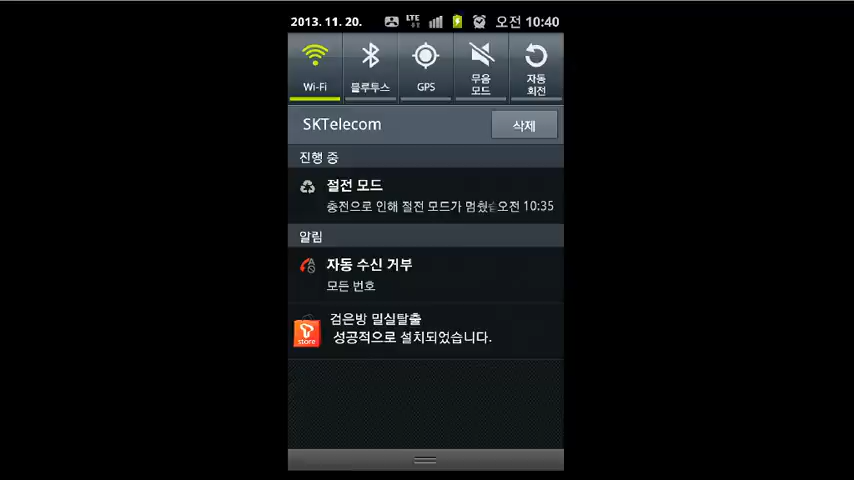 2013. 11. 20. LTE 오전 10:40
Wi-Fi 블루투스 GPS 무음 모드 자동 회전
SKTelecom 삭제
진행 중
절전 모드
충전으로 인해 절전 모드가 멈췄 오전 10:35
알림
자동 수신 거부
모든 번호
검은방 밀실탈출
T store 성공적으로 설치되었습니다.